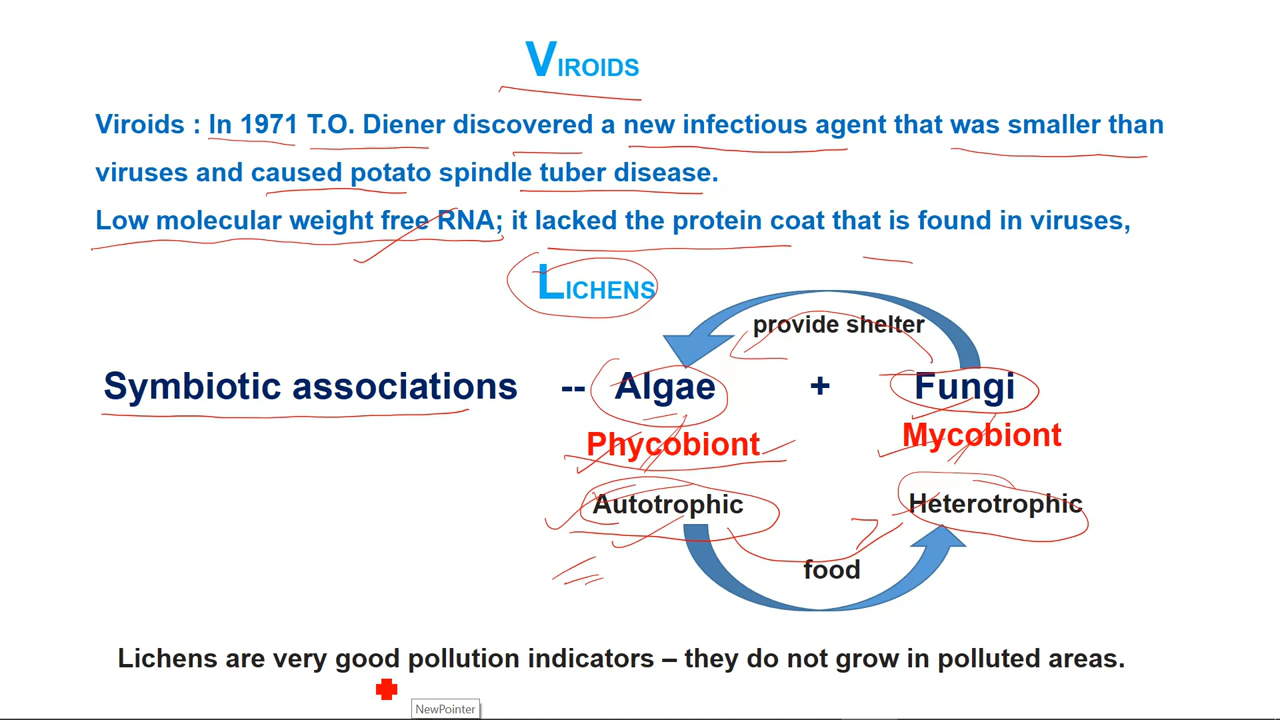 VIROIDS
Viroids : In 1971 T.O. Diener discovered a new infectious agent that was smaller than
viruses and caused potato spindle tuber disease.
Low molecular weight free RNA; it lacked the protein coat that is found in viruses,
LICHENS
provide shelter
Symbiotic associations -- Algae + Fungi
Phycobiont Mycobiont
Autotrophic Heterotrophic
food
Lichens are very good pollution indicators – they do not grow in polluted areas.
NewPointer